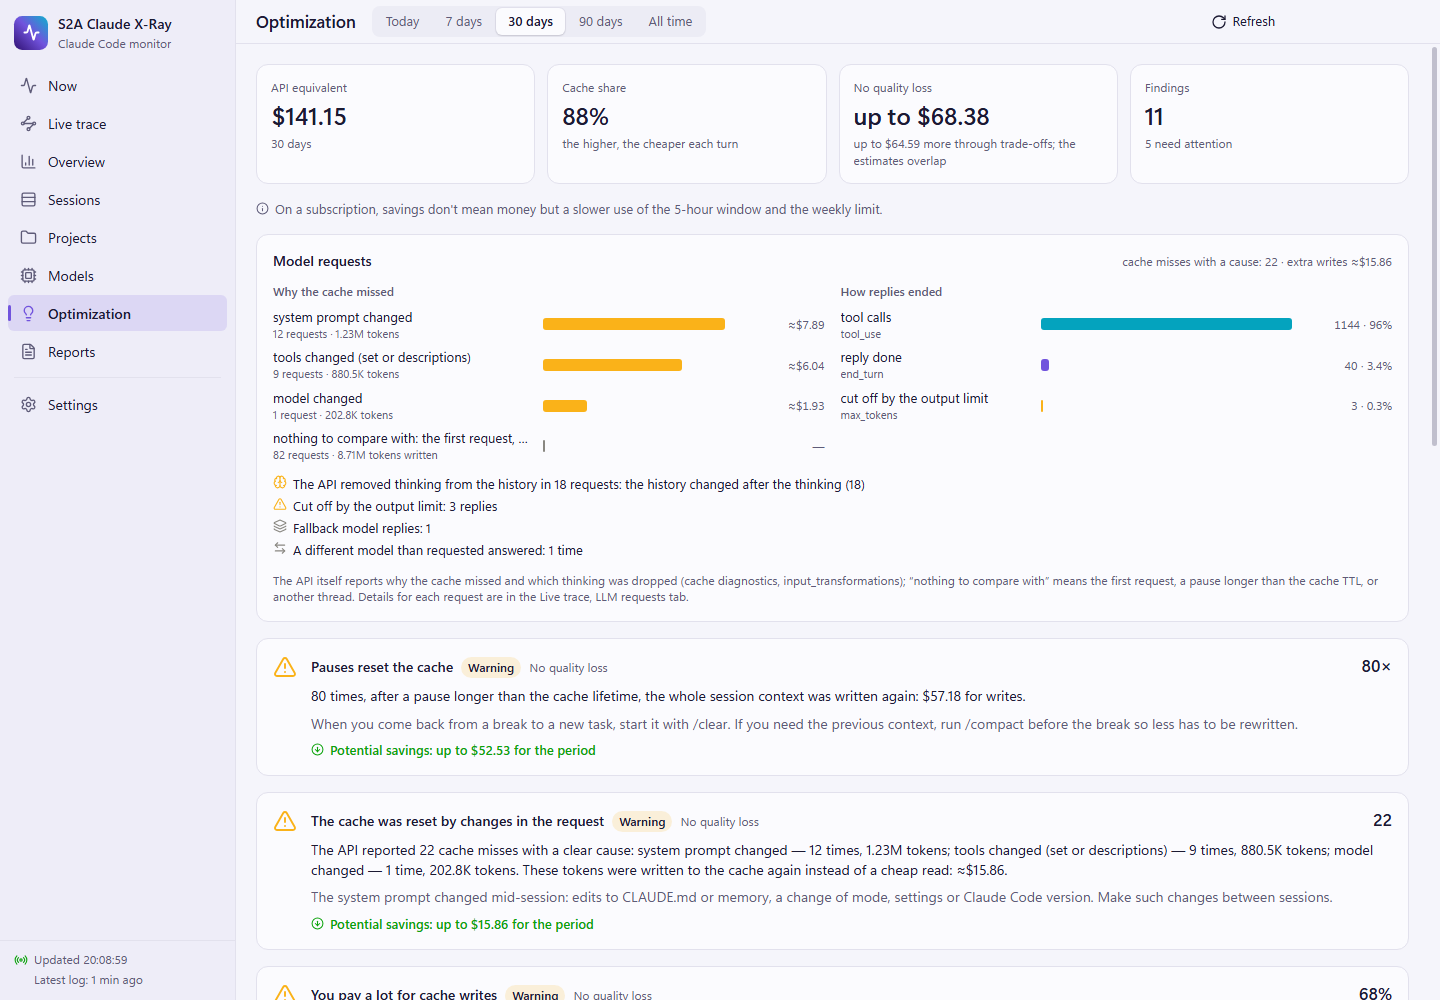 S2A Claude X-Ray
Claude Code monitor
Now
Live trace
Overview
Sessions
Projects
Models
Optimization
Reports
Settings
Updated 20:08:59
Latest log: 1 min ago
Optimization
Today
7 days
30 days
90 days
All time
Refresh
API equivalent
$141.15
30 days
Cache share
88%
the higher, the cheaper each turn
No quality loss
up to $68.38
up to $64.59 more through trade-offs; the
estimates overlap
Findings
11
5 need attention
On a subscription, savings don't mean money but a slower use of the 5-hour window and the weekly limit.
Model requests
cache misses with a cause: 22 · extra writes ≈$15.86
Why the cache missed
system prompt changed
12 requests · 1.23M tokens
≈$7.89
tools changed (set or descriptions)
9 requests · 880.5K tokens
≈$6.04
model changed
1 request · 202.8K tokens
≈$1.93
nothing to compare with: the first request, ...
82 requests · 8.71M tokens written
—
How replies ended
tool calls
tool_use
1144 · 96%
reply done
end_turn
40 · 3.4%
cut off by the output limit
max_tokens
3 · 0.3%
The API removed thinking from the history in 18 requests: the history changed after the thinking (18)
Cut off by the output limit: 3 replies
Fallback model replies: 1
A different model than requested answered: 1 time
The API itself reports why the cache missed and which thinking was dropped (cache diagnostics, input_transformations); "nothing to compare with" means the first request, a pause longer than the cache TTL, or
another thread. Details for each request are in the Live trace, LLM requests tab.
Pauses reset the cache
Warning
No quality loss
80×
80 times, after a pause longer than the cache lifetime, the whole session context was written again: $57.18 for writes.
When you come back from a break to a new task, start it with /clear. If you need the previous context, run /compact before the break so less has to be rewritten.
Potential savings: up to $52.53 for the period
The cache was reset by changes in the request
Warning
No quality loss
22
The API reported 22 cache misses with a clear cause: system prompt changed — 12 times, 1.23M tokens; tools changed (set or descriptions) — 9 times, 880.5K tokens; model
changed — 1 time, 202.8K tokens. These tokens were written to the cache again instead of a cheap read: ≈$15.86.
The system prompt changed mid-session: edits to CLAUDE.md or memory, a change of mode, settings or Claude Code version. Make such changes between sessions.
Potential savings: up to $15.86 for the period
You pay a lot for cache writes
Warning
No quality loss
68%